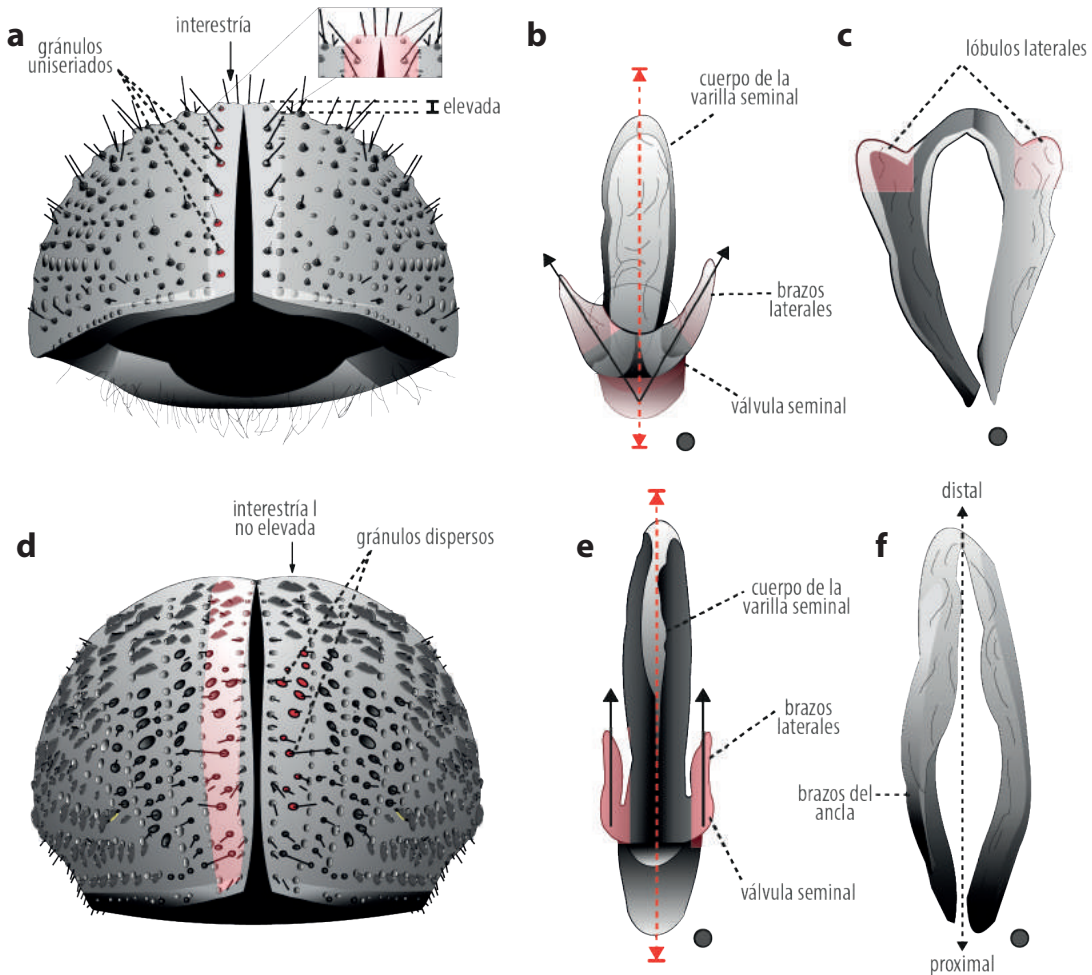 a
interestría
gránulos
uniseriados
elevada
b
cuerpo de la
varilla seminal
brazos
laterales
válvula seminal
c
lóbulos laterales
d
interestría I
no elevada
gránulos dispersos
e
cuerpo de la
varilla seminal
brazos
laterales
válvula seminal
f
distal
brazos del
ancla
proximal